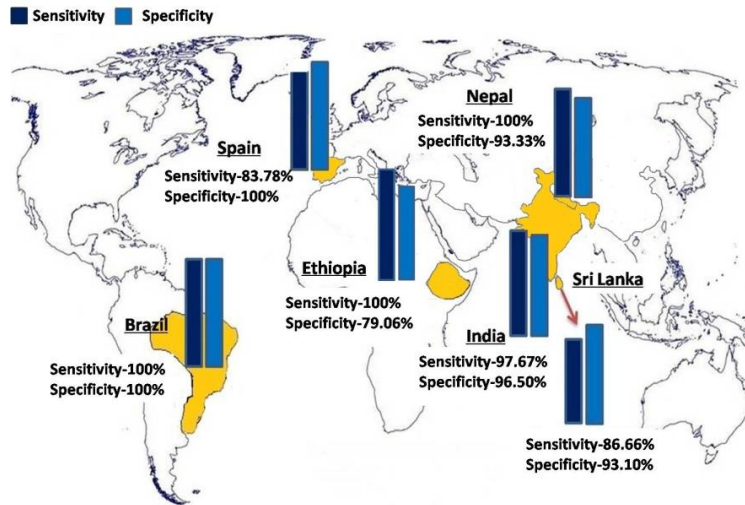 Sensitivity Specificity
Nepal
Sensitivity-100%
Specificity-93.33%
Spain
Sensitivity-83.78%
Specificity-100%
Ethiopia
Sensitivity-100%
Specificity-79.06%
Sri Lanka
Brazil
Sensitivity-100%
Specificity-100%
India
Sensitivity-97.67%
Specificity-96.50%
Sensitivity-86.66%
Specificity-93.10%